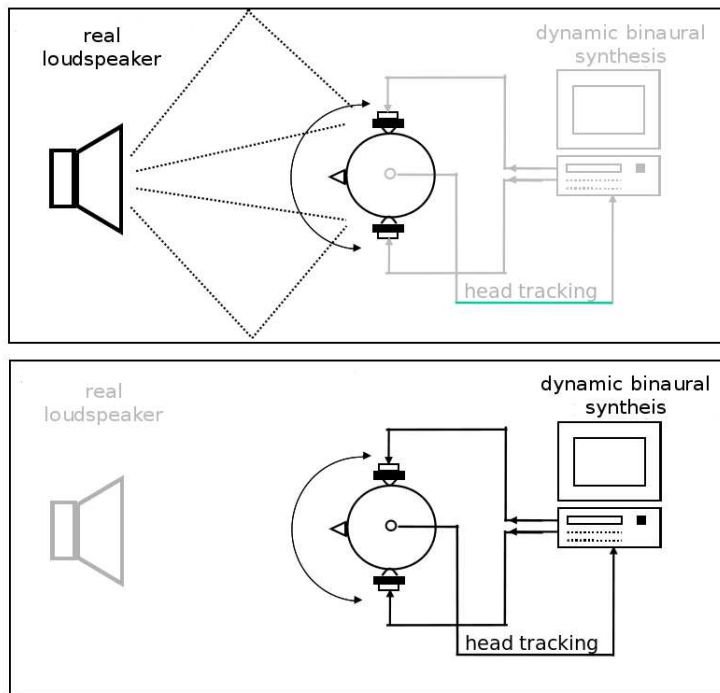 real
loudspeaker
dynamic binaural
synthesis
head tracking
real
loudspeaker
dynamic binaural
syntheis
head tracking